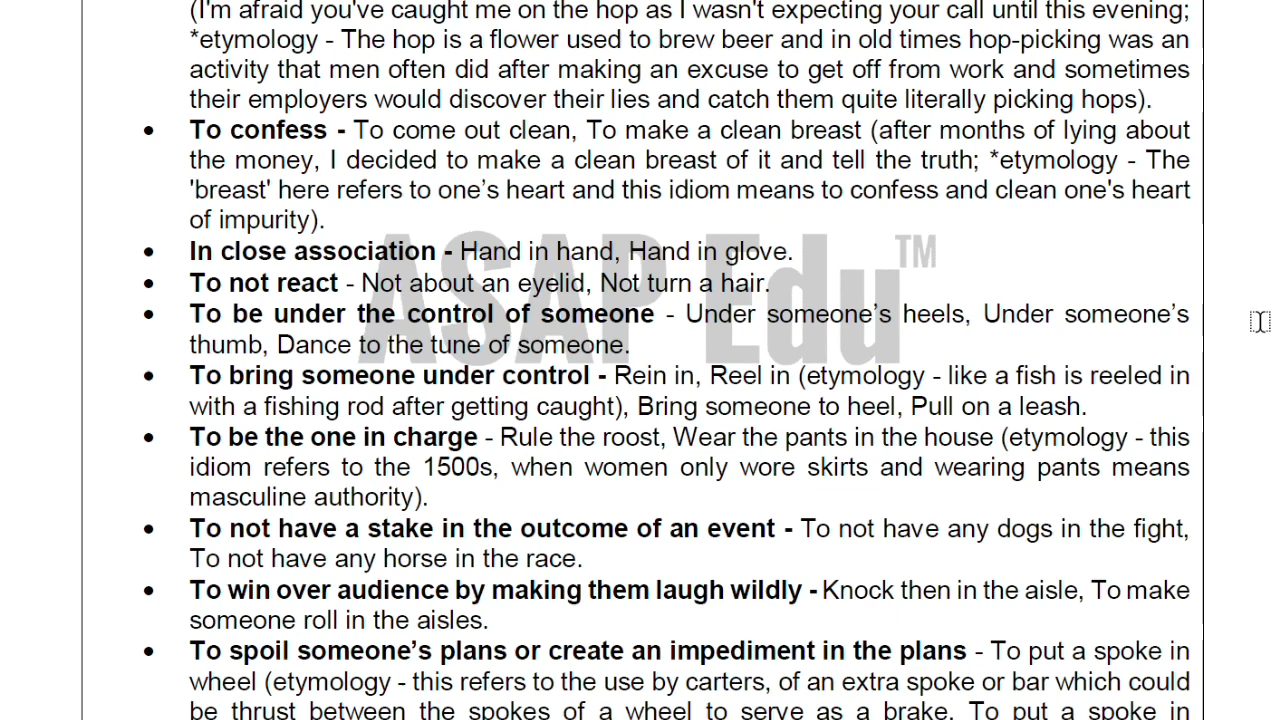 (I'm afraid you've caught me on the hop as I wasn't expecting your call until this evening;
*etymology - The hop is a flower used to brew beer and in old times hop-picking was an
activity that men often did after making an excuse to get off from work and sometimes
their employers would discover their lies and catch them quite literally picking hops).
• To confess - To come out clean, To make a clean breast (after months of lying about
the money, I decided to make a clean breast of it and tell the truth; *etymology - The
'breast' here refers to one’s heart and this idiom means to confess and clean one's heart
of impurity).
ASAP Edu™
• In close association - Hand in hand, Hand in glove.
• To not react - Not about an eyelid, Not turn a hair.
• To be under the control of someone - Under someone’s heels, Under someone’s
thumb, Dance to the tune of someone.
• To bring someone under control - Rein in, Reel in (etymology - like a fish is reeled in
with a fishing rod after getting caught), Bring someone to heel, Pull on a leash.
• To be the one in charge - Rule the roost, Wear the pants in the house (etymology - this
idiom refers to the 1500s, when women only wore skirts and wearing pants means
masculine authority).
• To not have a stake in the outcome of an event - To not have any dogs in the fight,
To not have any horse in the race.
• To win over audience by making them laugh wildly - Knock then in the aisle, To make
someone roll in the aisles.
• To spoil someone’s plans or create an impediment in the plans - To put a spoke in
wheel (etymology - this refers to the use by carters, of an extra spoke or bar which could
be thrust between the spokes of a wheel to serve as a brake. To put a spoke in